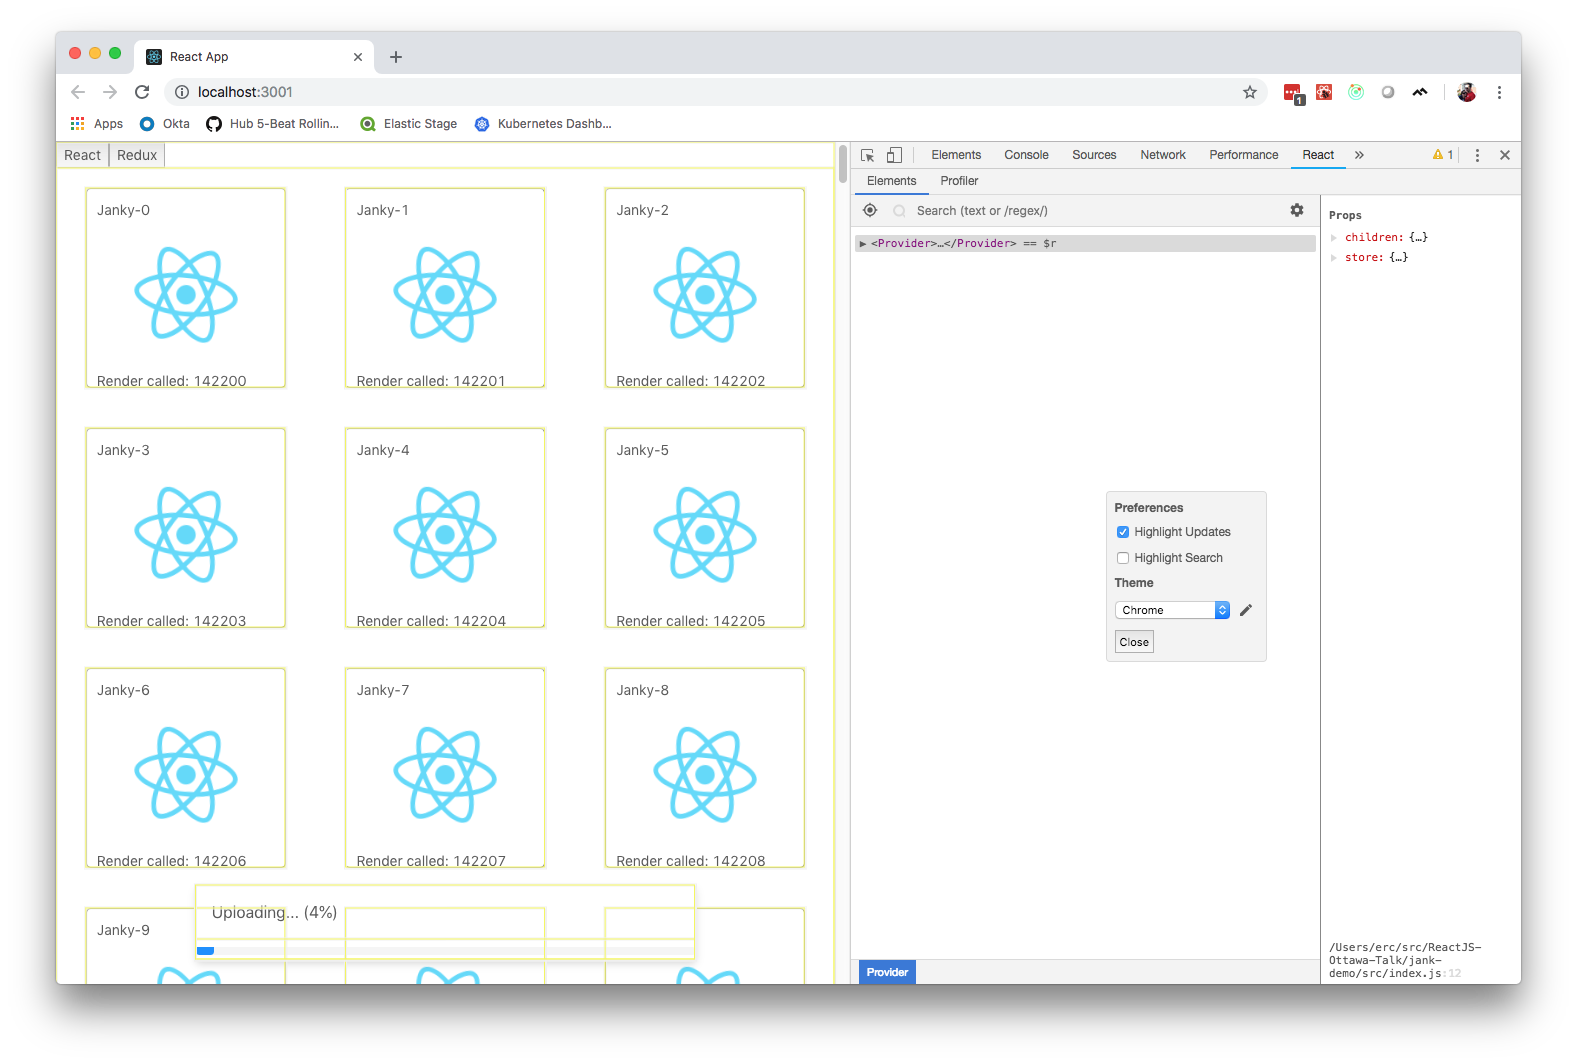 React App
localhost:3001
1
Apps
Okta
Hub 5-Beat Rollin...
Elastic Stage
Kubernetes Dashb...
React
Redux
Elements
Console
Sources
Network
Performance
React
»
1
Elements
Profiler
Search (text or /regex/)
<Provider>…</Provider> == $r
Props
children: {…}
store: {…}
Janky-0
Janky-1
Janky-2
Render called: 142200
Render called: 142201
Render called: 142202
Janky-3
Janky-4
Janky-5
Render called: 142203
Render called: 142204
Render called: 142205
Janky-6
Janky-7
Janky-8
Render called: 142206
Render called: 142207
Render called: 142208
Janky-9
Uploading... (4%)
Preferences
Highlight Updates
Highlight Search
Theme
Chrome
Close
Provider
/Users/erc/src/ReactJS-
Ottawa-Talk/jank-
demo/src/index.js:12